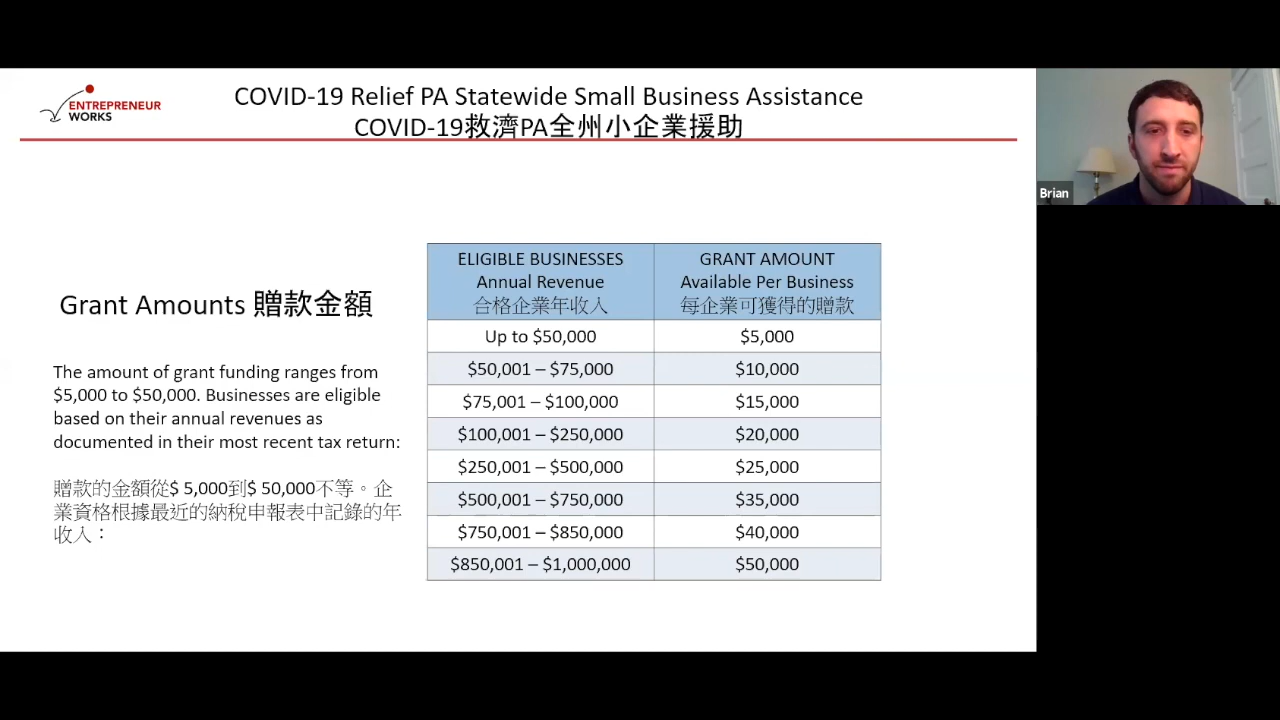 ENTREPRENEUR
WORKS
COVID-19 Relief PA Statewide Small Business Assistance
COVID-19救濟PA全州小企業援助
Brian
Grant Amounts 贈款金額
The amount of grant funding ranges from
$5,000 to $50,000. Businesses are eligible
based on their annual revenues as
documented in their most recent tax return:
贈款的金額從$ 5,000到$ 50,000不等。企
業資格根據最近的納稅申報表中記錄的年
收入：
ELIGIBLE BUSINESSES
Annual Revenue
合格企業年收入
GRANT AMOUNT
Available Per Business
每企業可獲得的贈款
Up to $50,000 $5,000
$50,001 – $75,000 $10,000
$75,001 – $100,000 $15,000
$100,001 – $250,000 $20,000
$250,001 – $500,000 $25,000
$500,001 – $750,000 $35,000
$750,001 – $850,000 $40,000
$850,001 – $1,000,000 $50,000